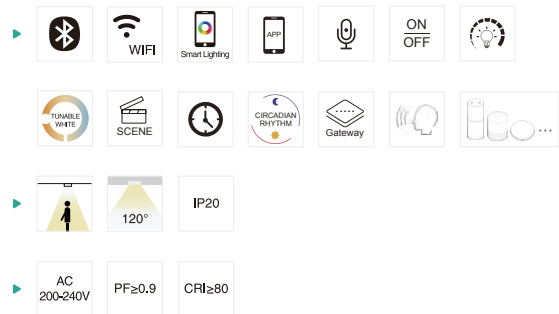 WIFI
Smart Lighting
APP
ON
OFF
TUNABLE
WHITE
SCENE
CIRCADIAN
RHYTHM
Gateway
120°
IP20
AC
200-240V
PF≥0.9
CRI≥80